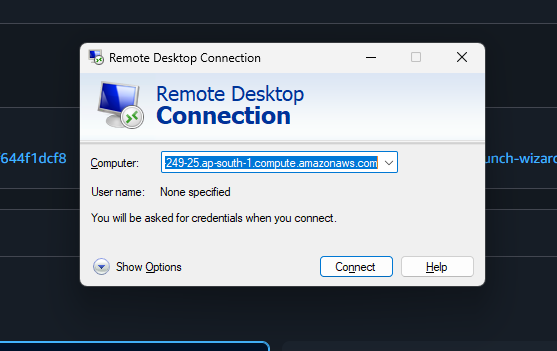 Remote Desktop Connection
Remote Desktop
Connection
644f1dcf8
Computer:
249-25.ap-south-1.compute.amazonaws.com
unch-wizard
User name:
None specified
You will be asked for credentials when you connect.
Show Options
Connect
Help